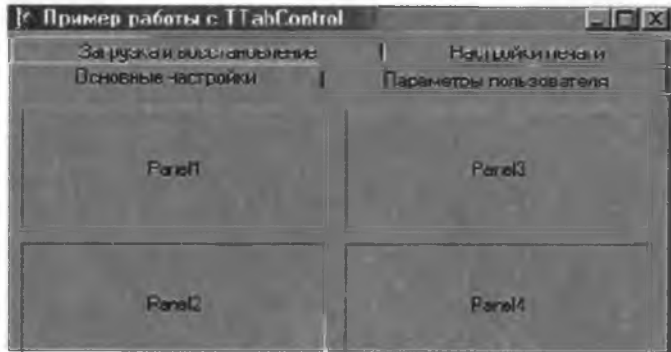 Пример работы с TTabControl
Загрузка и восстановление Настройки печати
Основные настройки Параметры пользователя
Panel1 Panel3
Panel2 Panel4